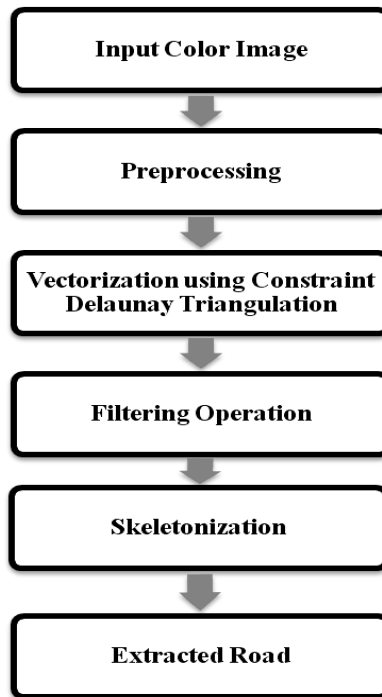 Input Color Image
Preprocessing
Vectorization using Constraint
Delaunay Triangulation
Filtering Operation
Skeletonization
Extracted Road